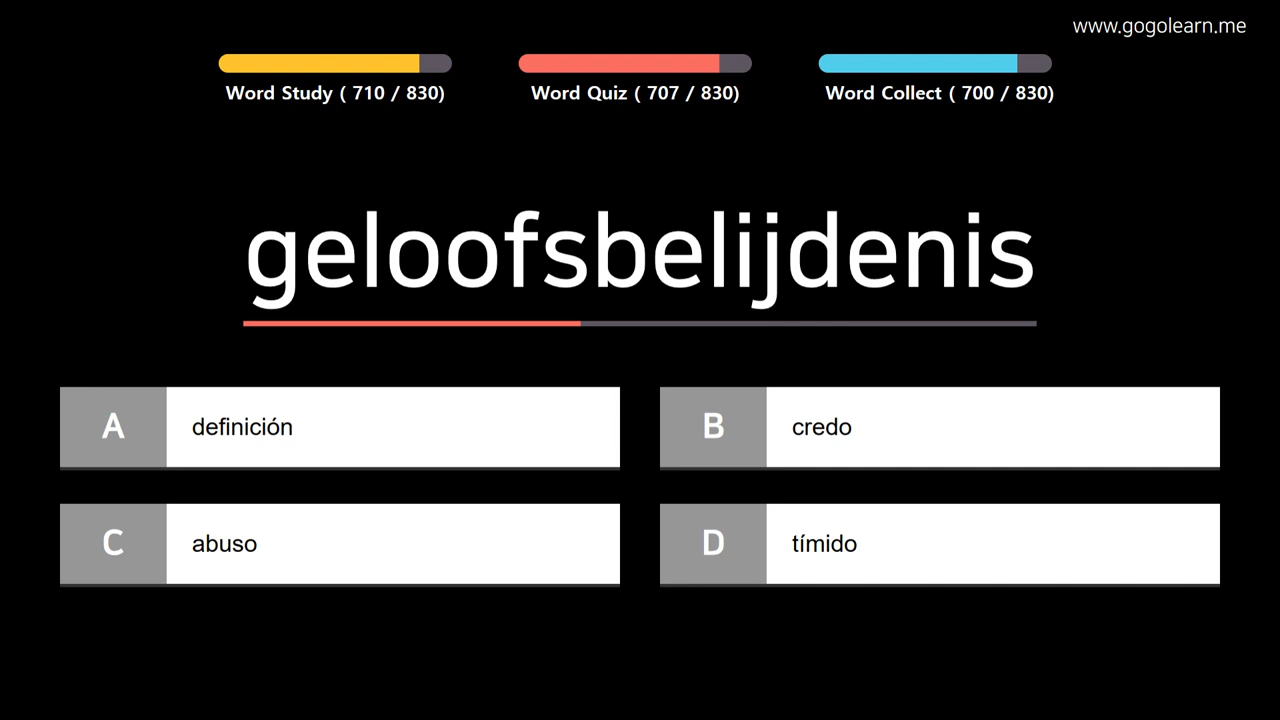 www.gogolearn.me
Word Study ( 710 / 830)
Word Quiz ( 707 / 830)
Word Collect ( 700 / 830)
geloofsbelijdenis
A definición
B credo
C abuso
D tímido